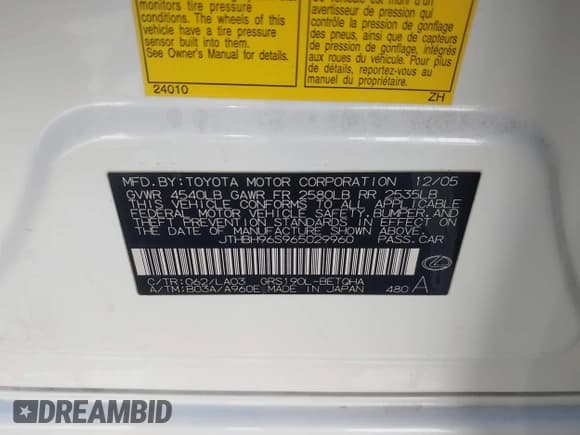 monitors tire pressure
conditions. The wheels of this
vehicle have a tire pressure
sensor built into them.
See Owner's Manual for details.
24010
avertisseur de pression qui
contrôle la pression de gonflage
des pneus, ainsi que de capteurs
de pression de gonflage, intégrés
aux roues du véhicule. Pour plus
de détails, se reporter au
manuel du propriétaire.
ZH
MFD.BY:TOYOTA MOTOR CORPORATION 12/05
GVWR 4540LB GAWR FR 2580LB RR 2535LB
THIS VEHICLE CONFORMS TO ALL APPLICABLE
FEDERAL MOTOR VEHICLE SAFETY,BUMPER,AND
THEFT PREVENTION STANDARDS IN EFFECT ON
THE DATE OF MANUFACTURE SHOWN ABOVE.
JTHBH96S965029960 PASS.CAR
C/TR:062/LA03 GRS190L-BETQHA
A/TM:B03A/A960E MADE IN JAPAN 480 A
DREAMBID